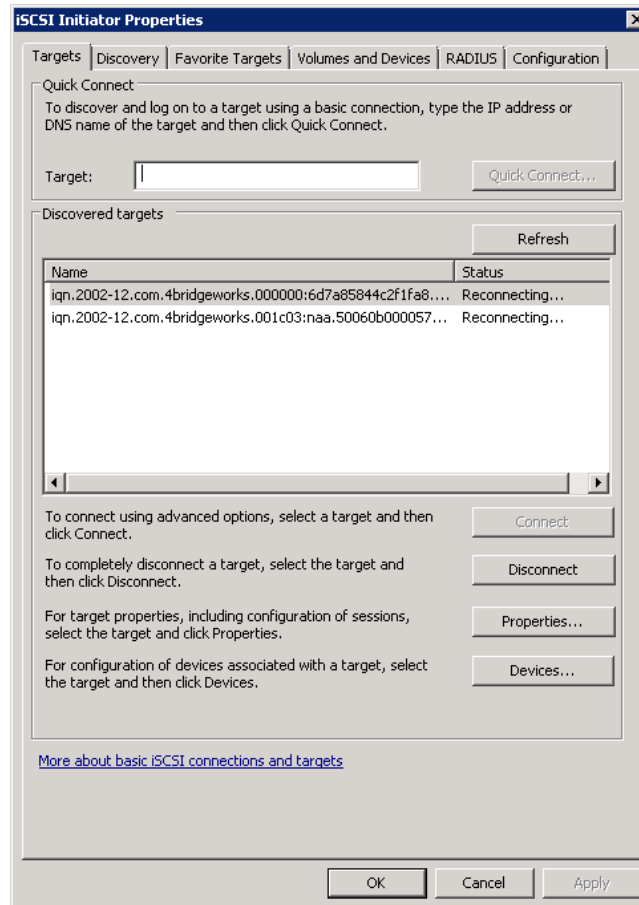 iSCSI Initiator Properties
Targets Discovery Favorite Targets Volumes and Devices RADIUS Configuration
Quick Connect
To discover and log on to a target using a basic connection, type the IP address or
DNS name of the target and then click Quick Connect.
Target:
Quick Connect...
Discovered targets
Refresh
Name Status
iqn.2002-12.com.4bridgeworks.000000:6d7a85844c2f1fa8.... Reconnecting...
iqn.2002-12.com.4bridgeworks.001c03:naa.50060b000057... Reconnecting...
To connect using advanced options, select a target and then
click Connect.
Connect
To completely disconnect a target, select the target and
then click Disconnect.
Disconnect
For target properties, including configuration of sessions,
select the target and click Properties.
Properties...
For configuration of devices associated with a target, select
the target and then click Devices.
Devices...
More about basic iSCSI connections and targets
OK Cancel Apply